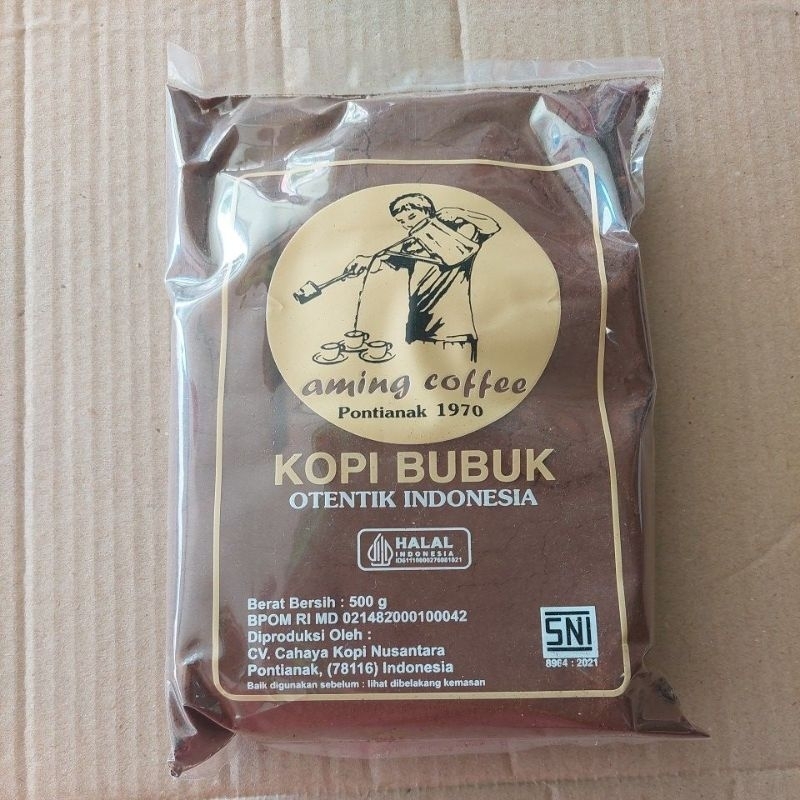 aming coffee
Pontianak 1970
KOPI BUBUK
OTENTIK INDONESIA
HALAL
INDONESIA
ID61110000276081021
Berat Bersih : 500 g
BPOM RI MD 021482000100042
Diproduksi Oleh :
CV. Cahaya Kopi Nusantara
Pontianak, (78116) Indonesia
Baik digunakan sebelum : lihat dibelakang kemasan
SNI
8964 : 2021